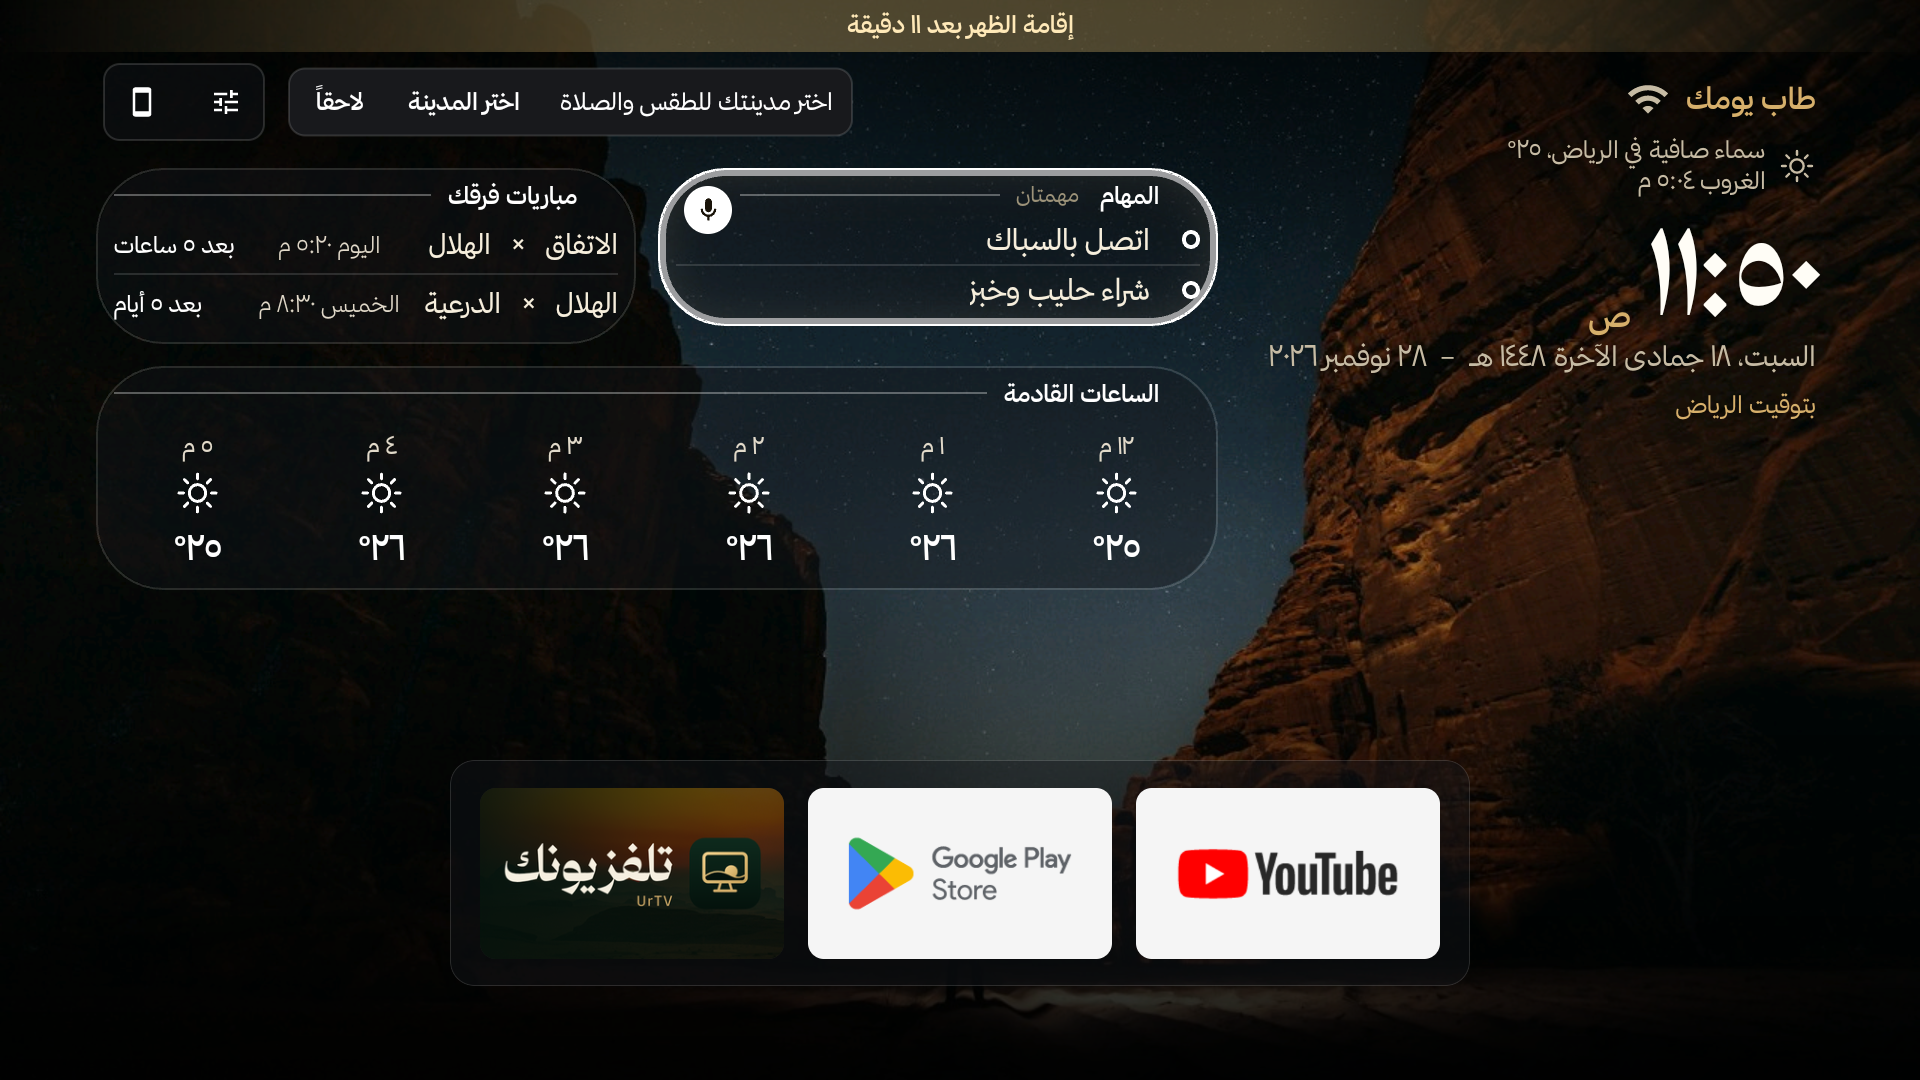 إقامة الظهر بعد ١١ دقيقة
طاب يومك
سماء صافية في الرياض، ٢٥°
الغروب ٥:٠٤ م
١١:٥٠ ص
السبت، ١٨ جمادى الآخرة ١٤٤٨ هـ – ٢٨ نوفمبر ٢٠٢٦
بتوقيت الرياض
اختر مدينتك للطقس والصلاة اختر المدينة لاحقاً
المهام مهمتان
اتصل بالسباك
شراء حليب وخبز
مباريات فرقك
الاتفاق × الهلال اليوم ٥:٢٠ م بعد ٥ ساعات
الهلال × الدرعية الخميس ٨:٣٠ م بعد ٥ أيام
الساعات القادمة
١٢ م ١ م ٢ م ٣ م ٤ م ٥ م
٢٥° ٢٦° ٢٦° ٢٦° ٢٦° ٢٥°
YouTube
Google Play
Store
تلفزيونك
UrTV